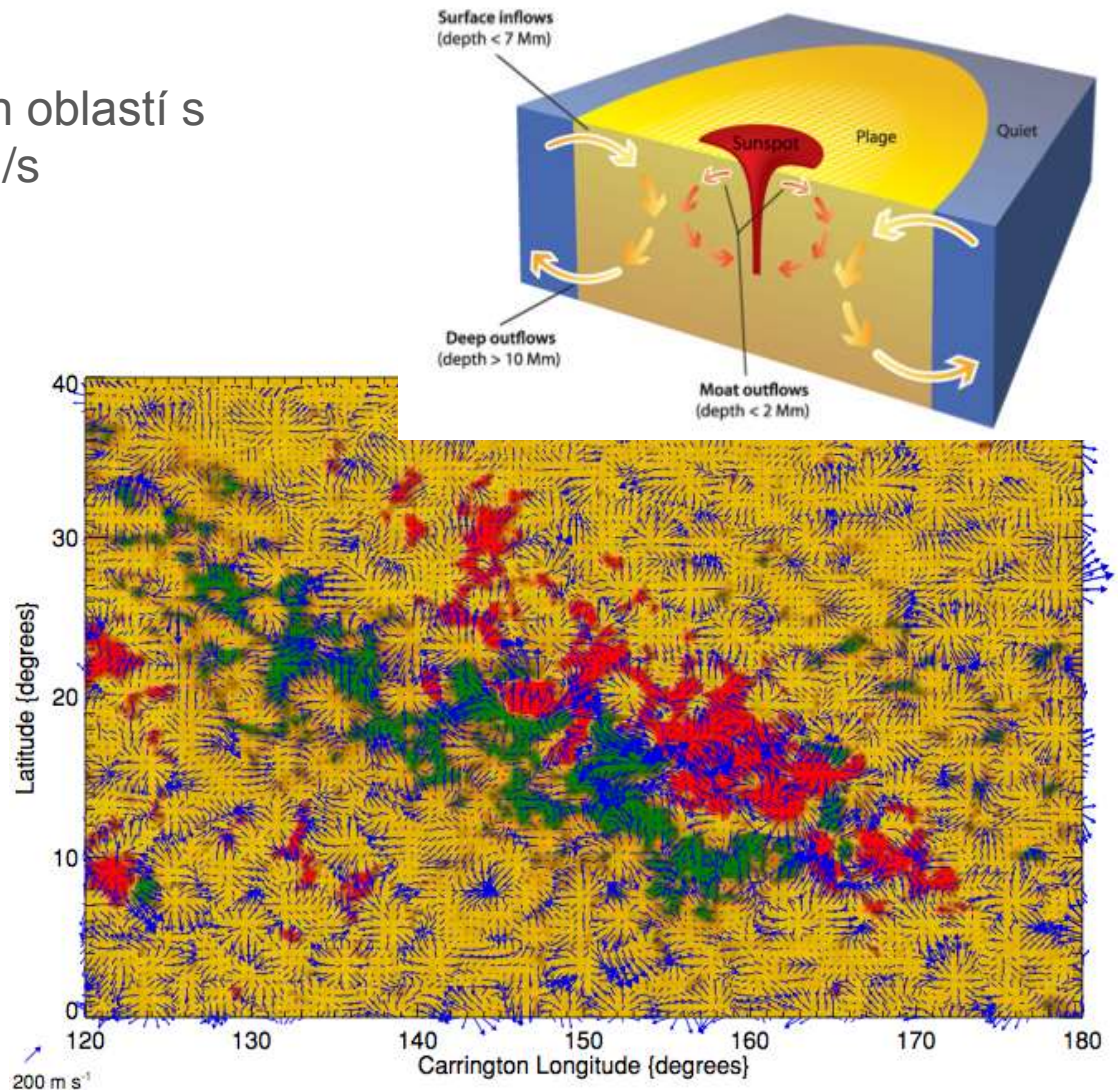 Surface inflows
(depth < 7 Mm)
oblastí s
/s
Quiet
Plage
Sunspot
Deep outflows
(depth > 10 Mm)
Moat outflows
(depth < 2 Mm)
40
30
20
10
0
Latitude {degrees}
120 130 140 150 160 170 180
Carrington Longitude {degrees}
200 m s⁻¹